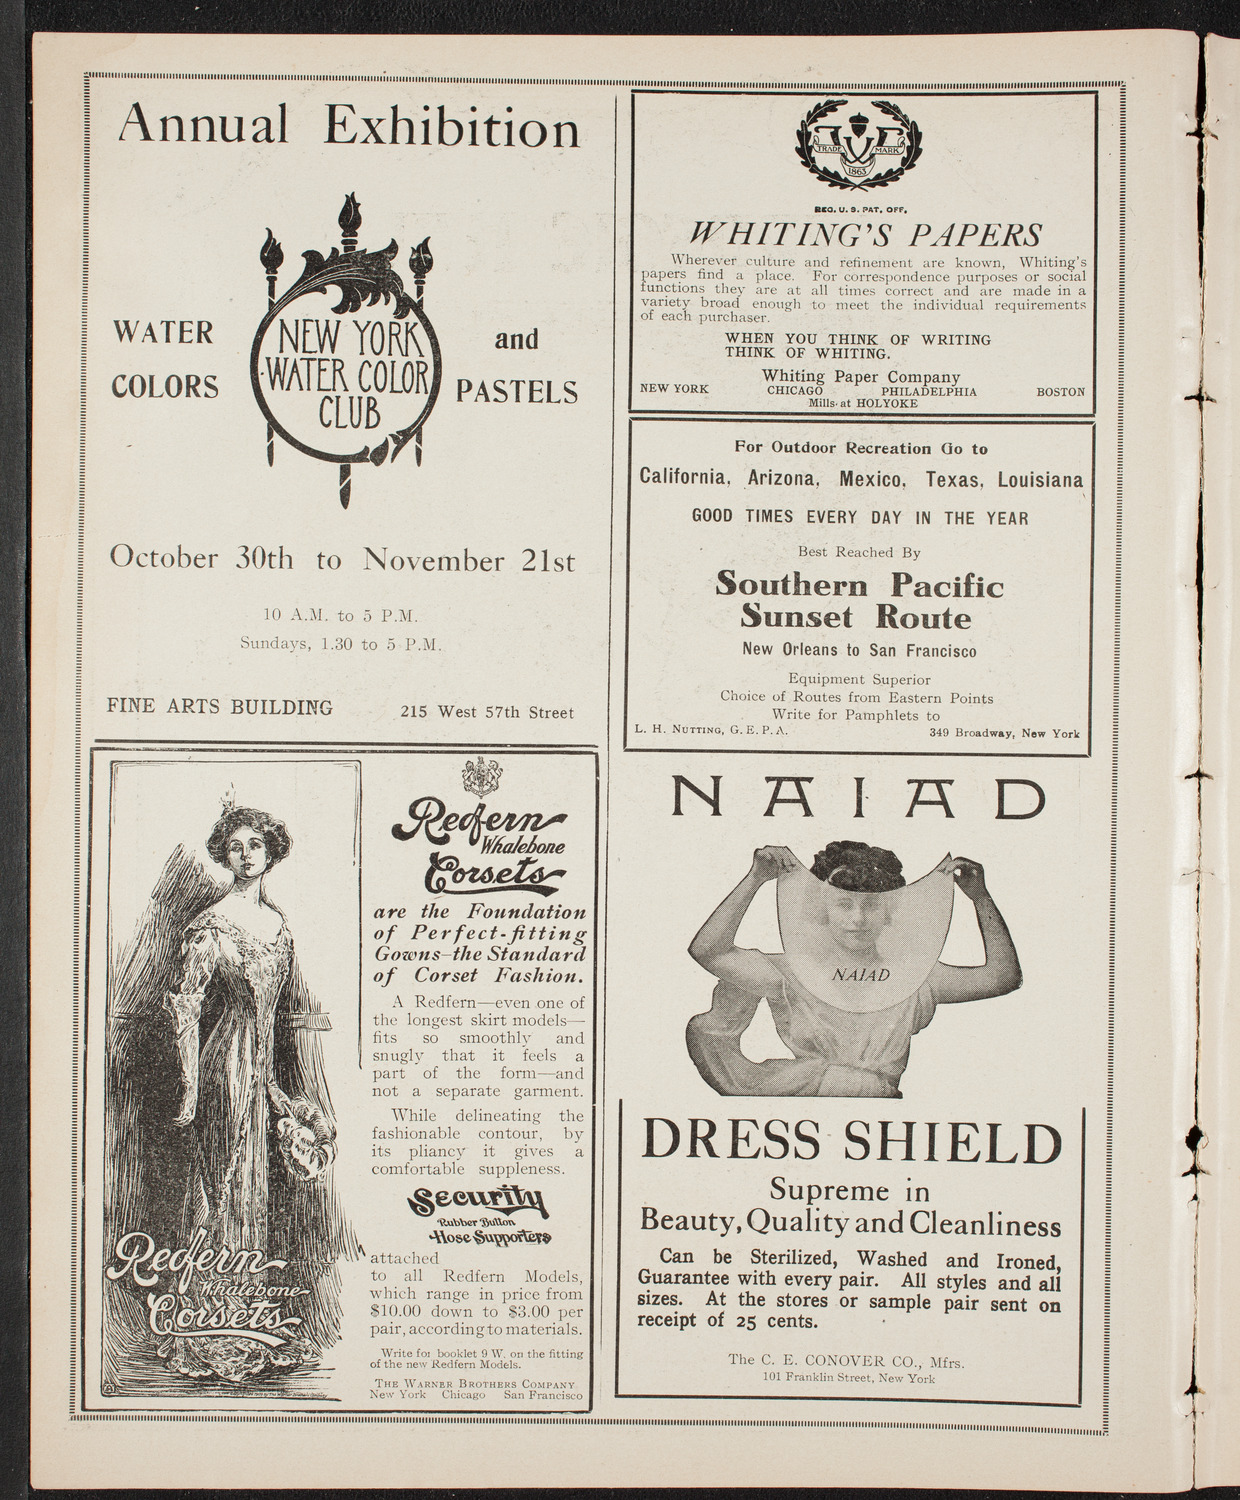 Annual Exhibition
WATER
COLORS
NEW YORK
WATER COLOR
CLUB
and
PASTELS
October 30th to November 21st
10 A.M. to 5 P.M.
Sundays, 1.30 to 5 P.M.
FINE ARTS BUILDING 215 West 57th Street
Redfern
Whalebone
Corsets
Redfern
Whalebone
Corsets
are the Foundation
of Perfect-fitting
Gowns—the Standard
of Corset Fashion.
A Redfern—even one of
the longest skirt models—
fits so smoothly and
snugly that it feels a
part of the form—and
not a separate garment.
While delineating the
fashionable contour, by
its pliancy it gives a
comfortable suppleness.
Security
Rubber Button
Hose Supporters
attached
to all Redfern Models,
which range in price from
$10.00 down to $3.00 per
pair, according to materials.
Write for booklet 9 W. on the fitting
of the new Redfern Models.
THE WARNER BROTHERS COMPANY
New York Chicago San Francisco
TRADE MARK
1863
REG. U. S. PAT. OFF.
WHITING'S PAPERS
Wherever culture and refinement are known, Whiting's
papers find a place. For correspondence purposes or social
functions they are at all times correct and are made in a
variety broad enough to meet the individual requirements
of each purchaser.
WHEN YOU THINK OF WRITING
THINK OF WHITING.
Whiting Paper Company
NEW YORK CHICAGO PHILADELPHIA BOSTON
Mills at HOLYOKE
For Outdoor Recreation Go to
California, Arizona, Mexico, Texas, Louisiana
GOOD TIMES EVERY DAY IN THE YEAR
Best Reached By
Southern Pacific
Sunset Route
New Orleans to San Francisco
Equipment Superior
Choice of Routes from Eastern Points
Write for Pamphlets to
L. H. NUTTING, G. E. P. A. 349 Broadway, New York
NAIAD
NAIAD
DRESS SHIELD
Supreme in
Beauty, Quality and Cleanliness
Can be Sterilized, Washed and Ironed,
Guarantee with every pair. All styles and all
sizes. At the stores or sample pair sent on
receipt of 25 cents.
The C. E. CONOVER CO., Mfrs.
101 Franklin Street, New York